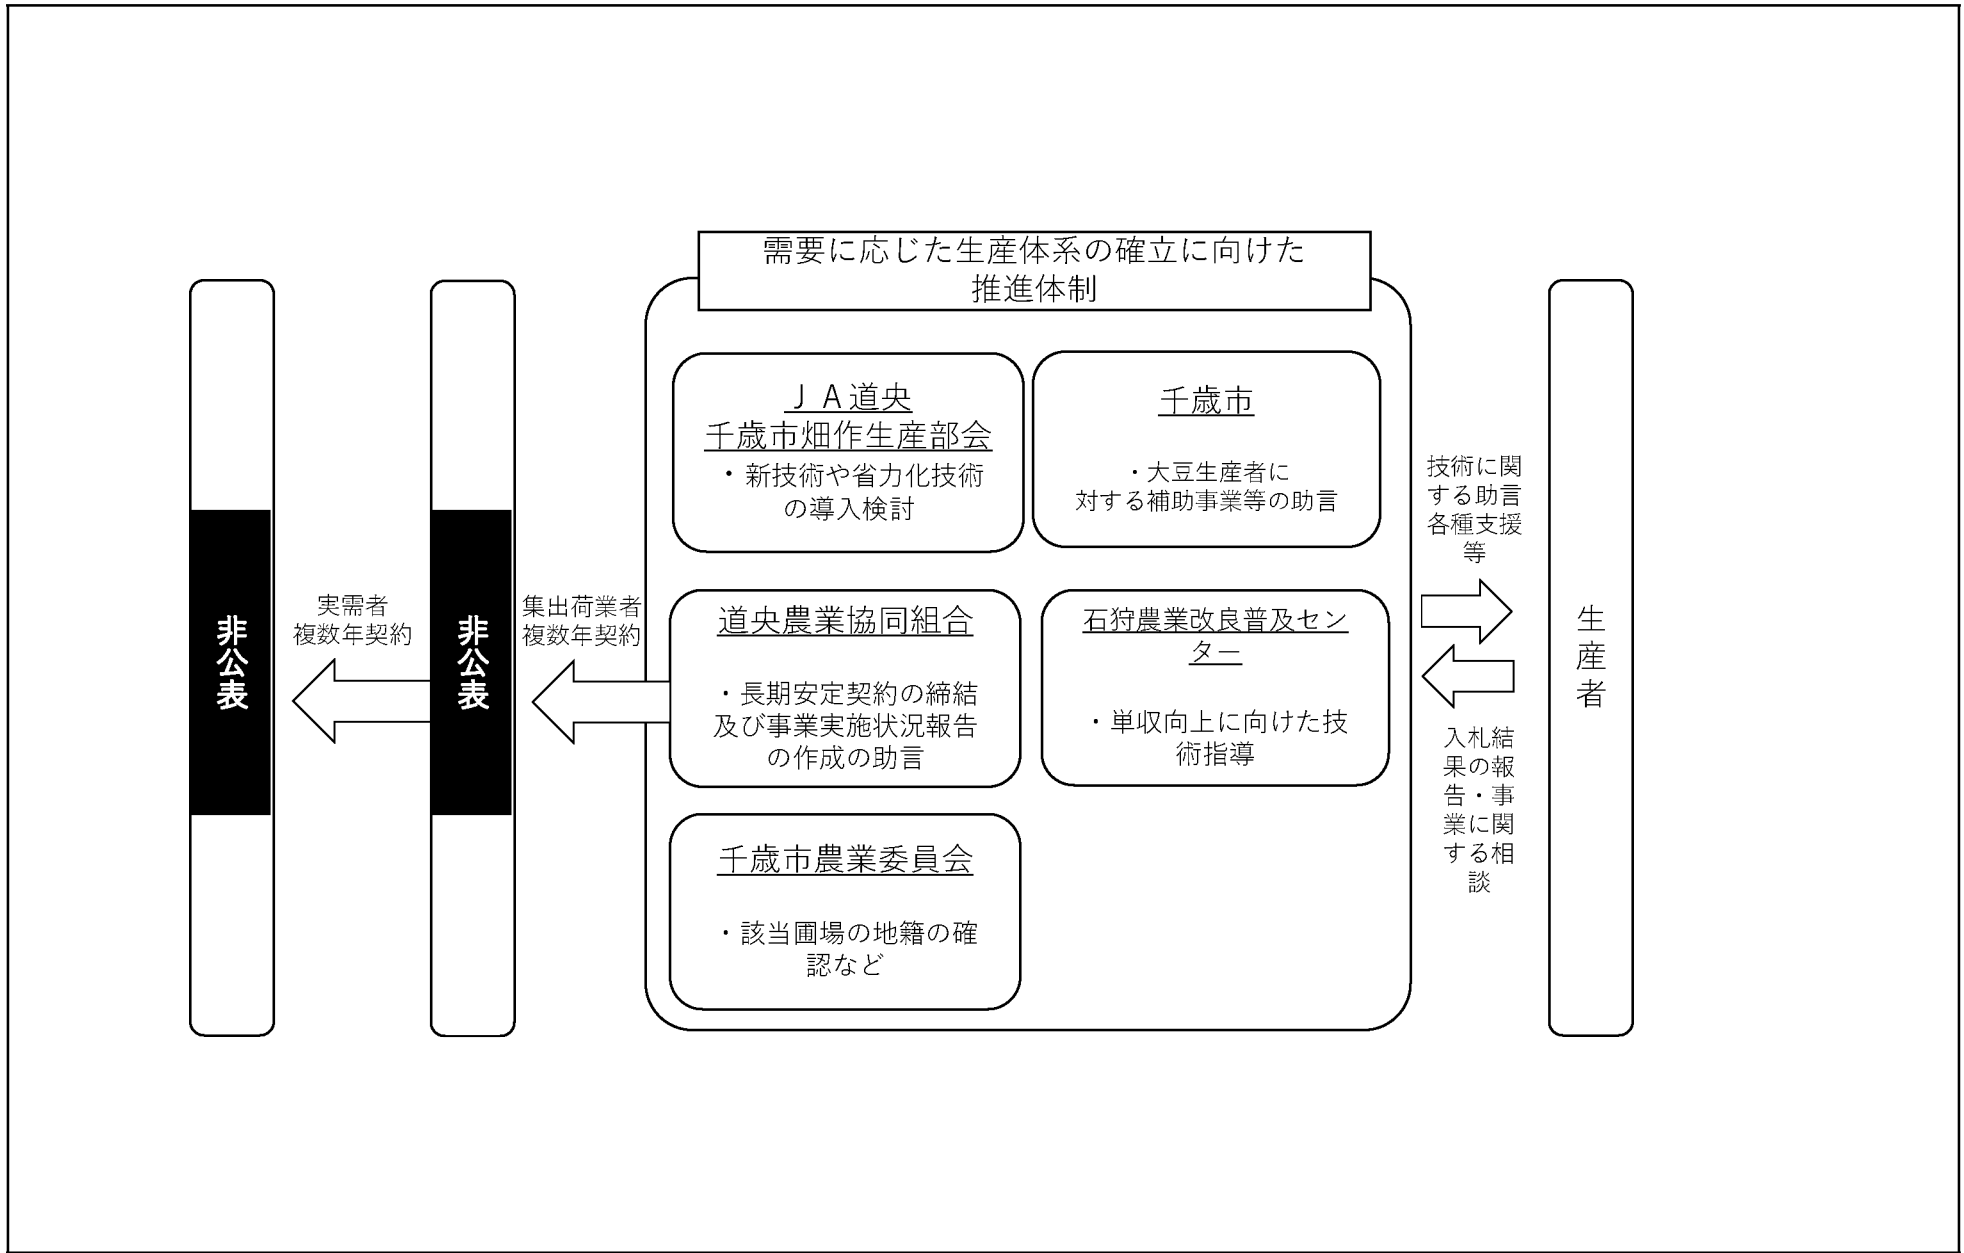 需要に応じた生産体系の確立に向けた
推進体制
非公表
実需者
複数年契約
非公表
集出荷業者
複数年契約
ＪＡ道央
千歳市畑作生産部会
・新技術や省力化技術
の導入検討
千歳市
・大豆生産者に
対する補助事業等の助言
道央農業協同組合
・長期安定契約の締結
及び事業実施状況報告
の作成の助言
石狩農業改良普及セン
ター
・単収向上に向けた技
術指導
千歳市農業委員会
・該当圃場の地籍の確
認など
技術に関
する助言
各種支援
等
入札結
果の報
告・事
業に関
する相
談
生産者